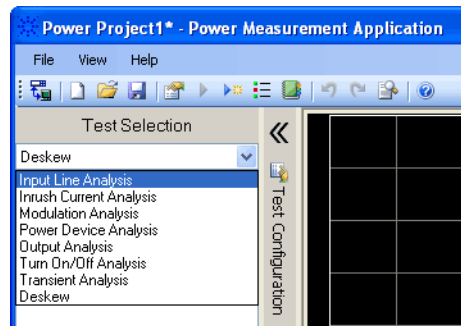 Power Project1* - Power Measurement Application
File View Help
Test Selection
Deskew
Input Line Analysis
Inrush Current Analysis
Modulation Analysis
Power Device Analysis
Output Analysis
Turn On/Off Analysis
Transient Analysis
Deskew
Test Configuration